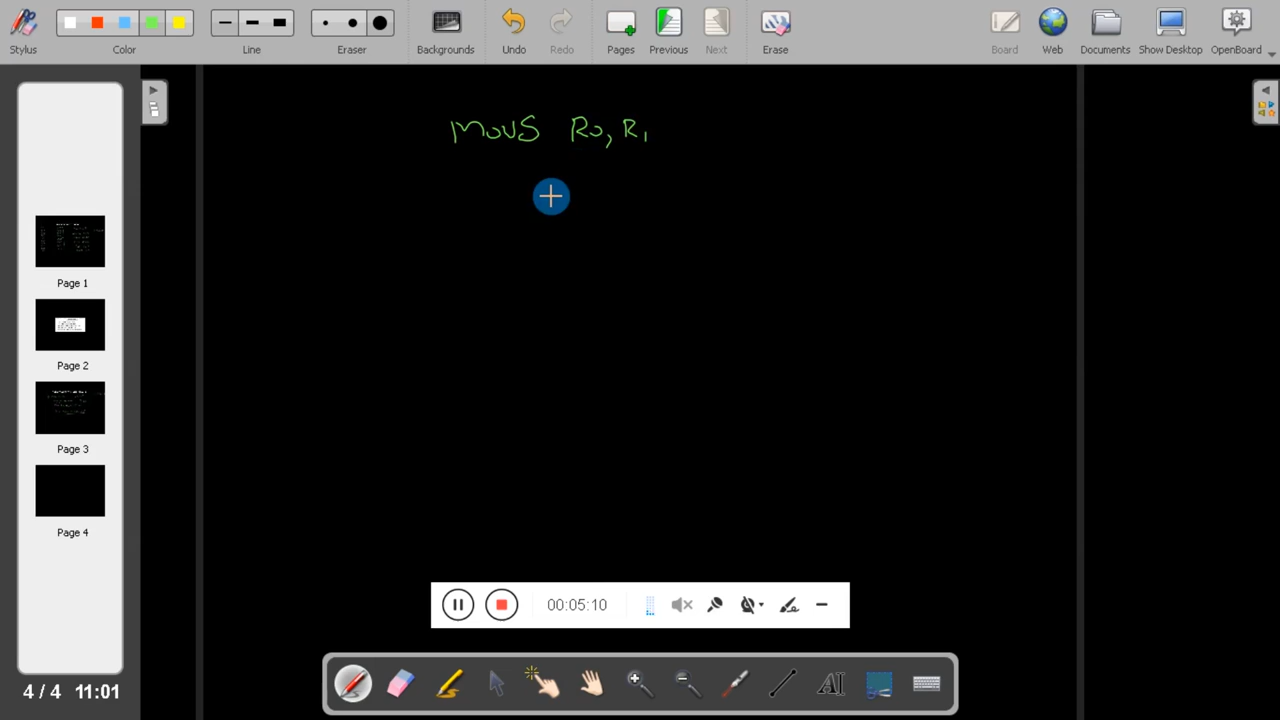 Stylus
Color
Line
Eraser
Backgrounds
Undo
Redo
Pages
Previous
Next
Erase
Board
Web
Documents
Show Desktop
OpenBoard
MOVS R0, R1
Page 1
Page 2
Page 3
Page 4
00:05:10
4 / 4 11:01